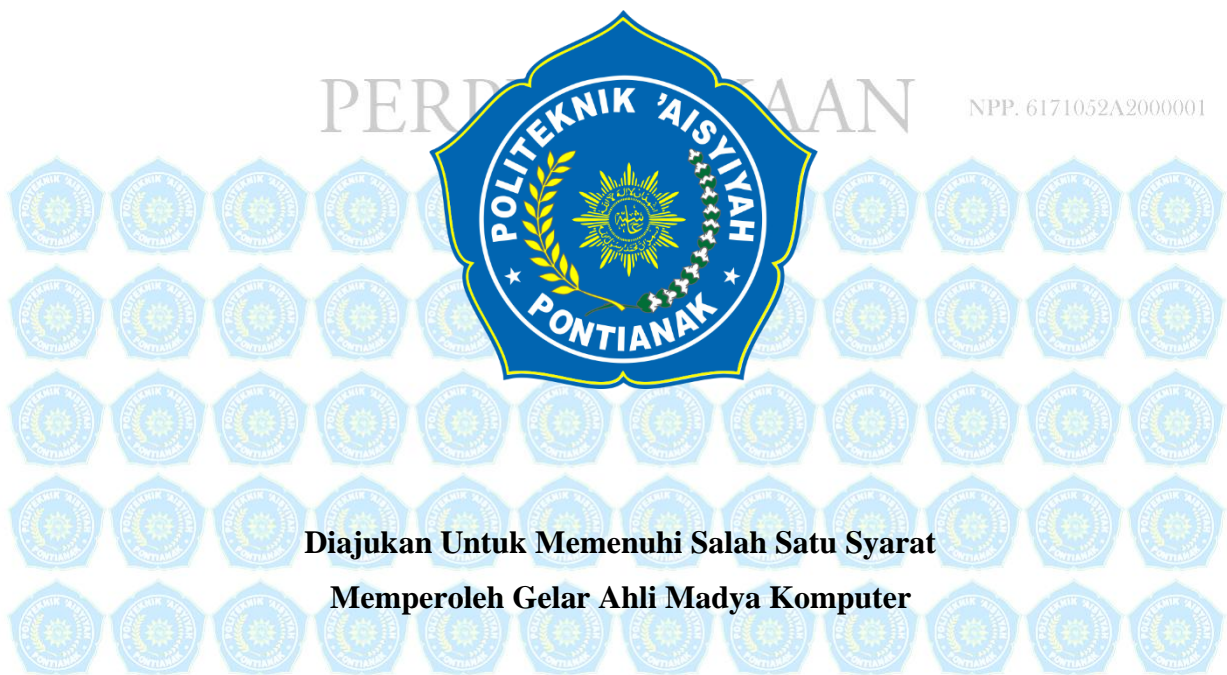 NPP. 6171052A2000001
POLITEKNIK 'AISYIYAH
PONTIANAK
Diajukan Untuk Memenuhi Salah Satu Syarat
Memperoleh Gelar Ahli Madya Komputer